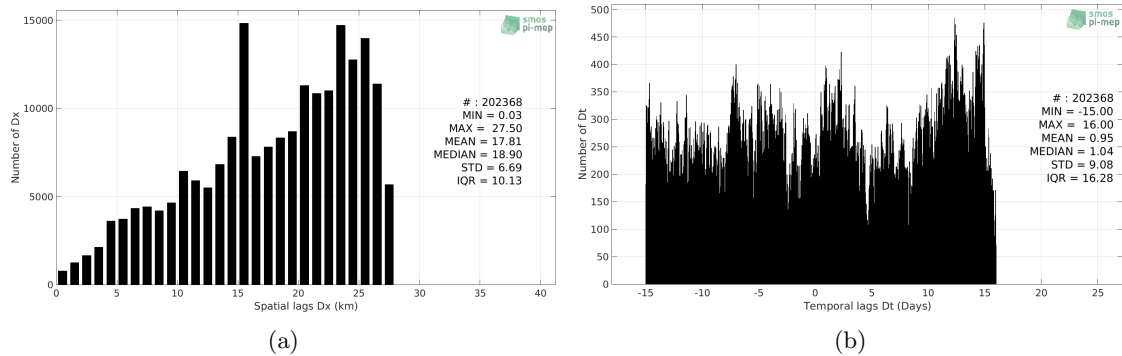 15000
10000
5000
0
Number of Dx
0 5 10 15 20 25 30 35 40
Spatial lags Dx (km)
smos
pi-mep
# : 202368
MIN = 0.03
MAX = 27.50
MEAN = 17.81
MEDIAN = 18.90
STD = 6.69
IQR = 10.13
(a)
500
450
400
350
300
250
200
150
100
50
0
Number of Dt
-15 -10 -5 0 5 10 15 20 25
Temporal lags Dt (Days)
smos
pi-mep
# : 202368
MIN = -15.00
MAX = 16.00
MEAN = 0.95
MEDIAN = 1.04
STD = 9.08
IQR = 16.28
(b)